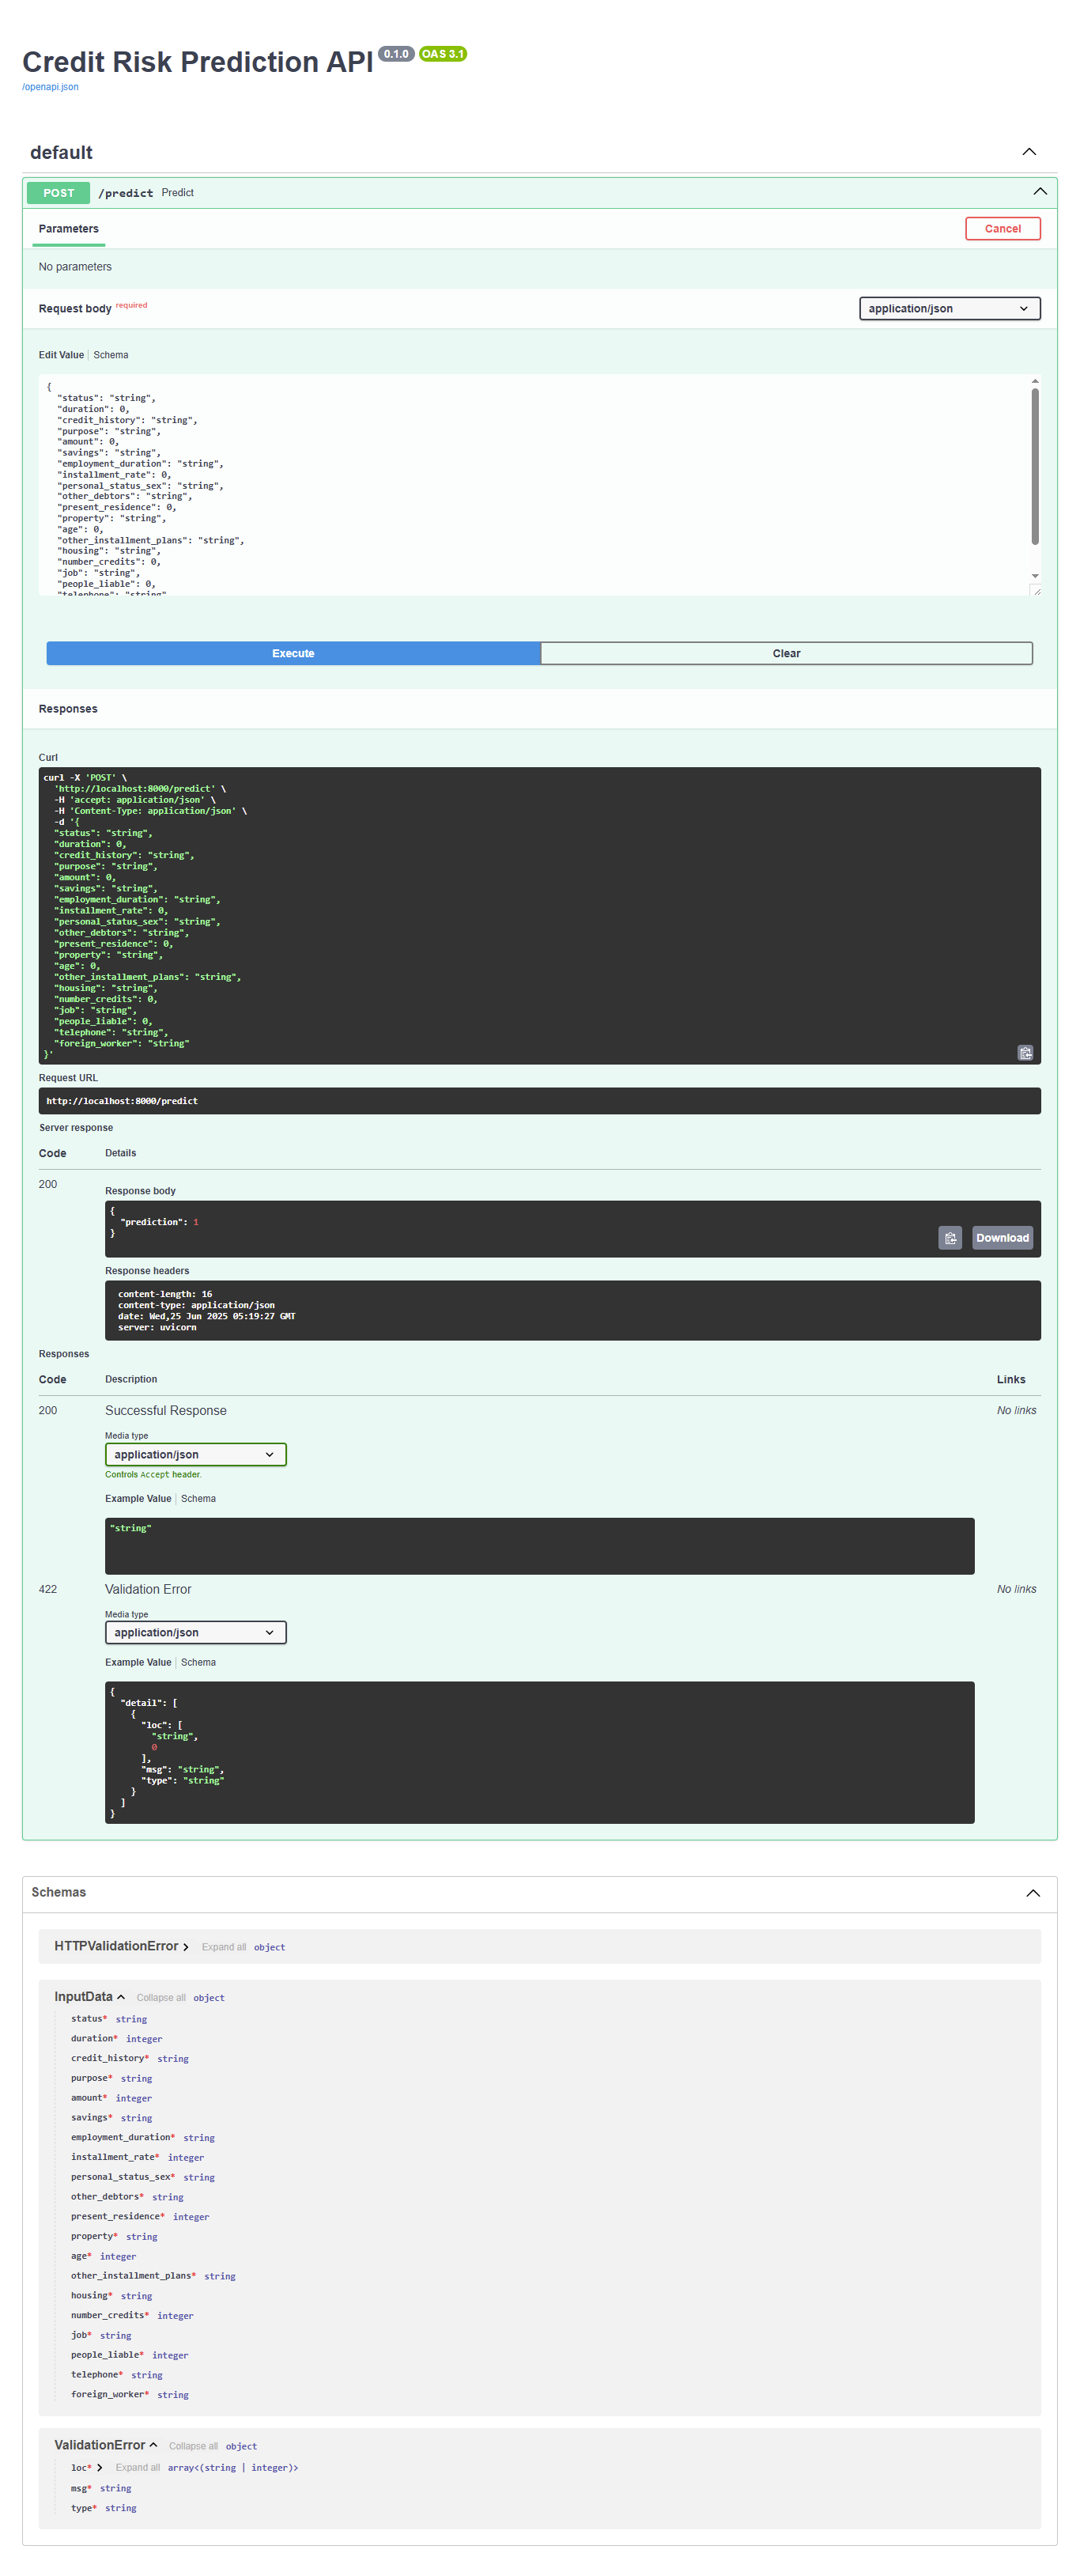 Credit Risk Prediction API 0.1.0 OAS 3.1
/openapi.json
default
POST /predict Predict
Parameters Cancel
No parameters
Request body required application/json
Edit Value Schema
{
"status": "string",
"duration": 0,
"credit_history": "string",
"purpose": "string",
"amount": 0,
"savings": "string",
"employment_duration": "string",
"installment_rate": 0,
"personal_status_sex": "string",
"other_debtors": "string",
"present_residence": 0,
"property": "string",
"age": 0,
"other_installment_plans": "string",
"housing": "string",
"number_credits": 0,
"job": "string",
"people_liable": 0,
"telephone": "string",
Execute Clear
Responses
Curl
curl -X 'POST' \
'http://localhost:8000/predict' \
-H 'accept: application/json' \
-H 'Content-Type: application/json' \
-d '{
"status": "string",
"duration": 0,
"credit_history": "string",
"purpose": "string",
"amount": 0,
"savings": "string",
"employment_duration": "string",
"installment_rate": 0,
"personal_status_sex": "string",
"other_debtors": "string",
"present_residence": 0,
"property": "string",
"age": 0,
"other_installment_plans": "string",
"housing": "string",
"number_credits": 0,
"job": "string",
"people_liable": 0,
"telephone": "string",
"foreign_worker": "string"
}'
Request URL
http://localhost:8000/predict
Server response
Code Details
200
Response body
{
"prediction": 1
}
Download
Response headers
content-length: 16
content-type: application/json
date: Wed,25 Jun 2025 05:19:27 GMT
server: uvicorn
Responses
Code Description Links
200 Successful Response No links
Media type
application/json
Controls Accept header.
Example Value Schema
"string"
422 Validation Error No links
Media type
application/json
Example Value Schema
{
"detail": [
{
"loc": [
"string",
0
],
"msg": "string",
"type": "string"
}
]
}
Schemas
HTTPValidationError Expand all object
InputData Collapse all object
status* string
duration* integer
credit_history* string
purpose* string
amount* integer
savings* string
employment_duration* string
installment_rate* integer
personal_status_sex* string
other_debtors* string
present_residence* integer
property* string
age* integer
other_installment_plans* string
housing* string
number_credits* integer
job* string
people_liable* integer
telephone* string
foreign_worker* string
ValidationError Collapse all object
loc* Expand all array<(string | integer)>
msg* string
type* string